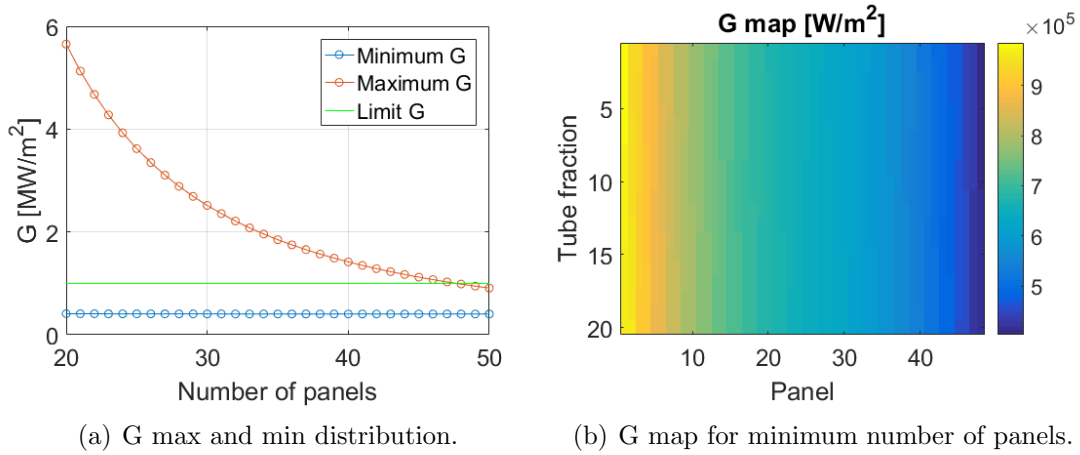 G [MW/m²]
6
4
2
0
20
30
40
50
Number of panels
Minimum G
Maximum G
Limit G
(a) G max and min distribution.
G map [W/m²]
×10⁵
Tube fraction
5
10
15
20
10
20
30
40
Panel
9
8
7
6
5
(b) G map for minimum number of panels.